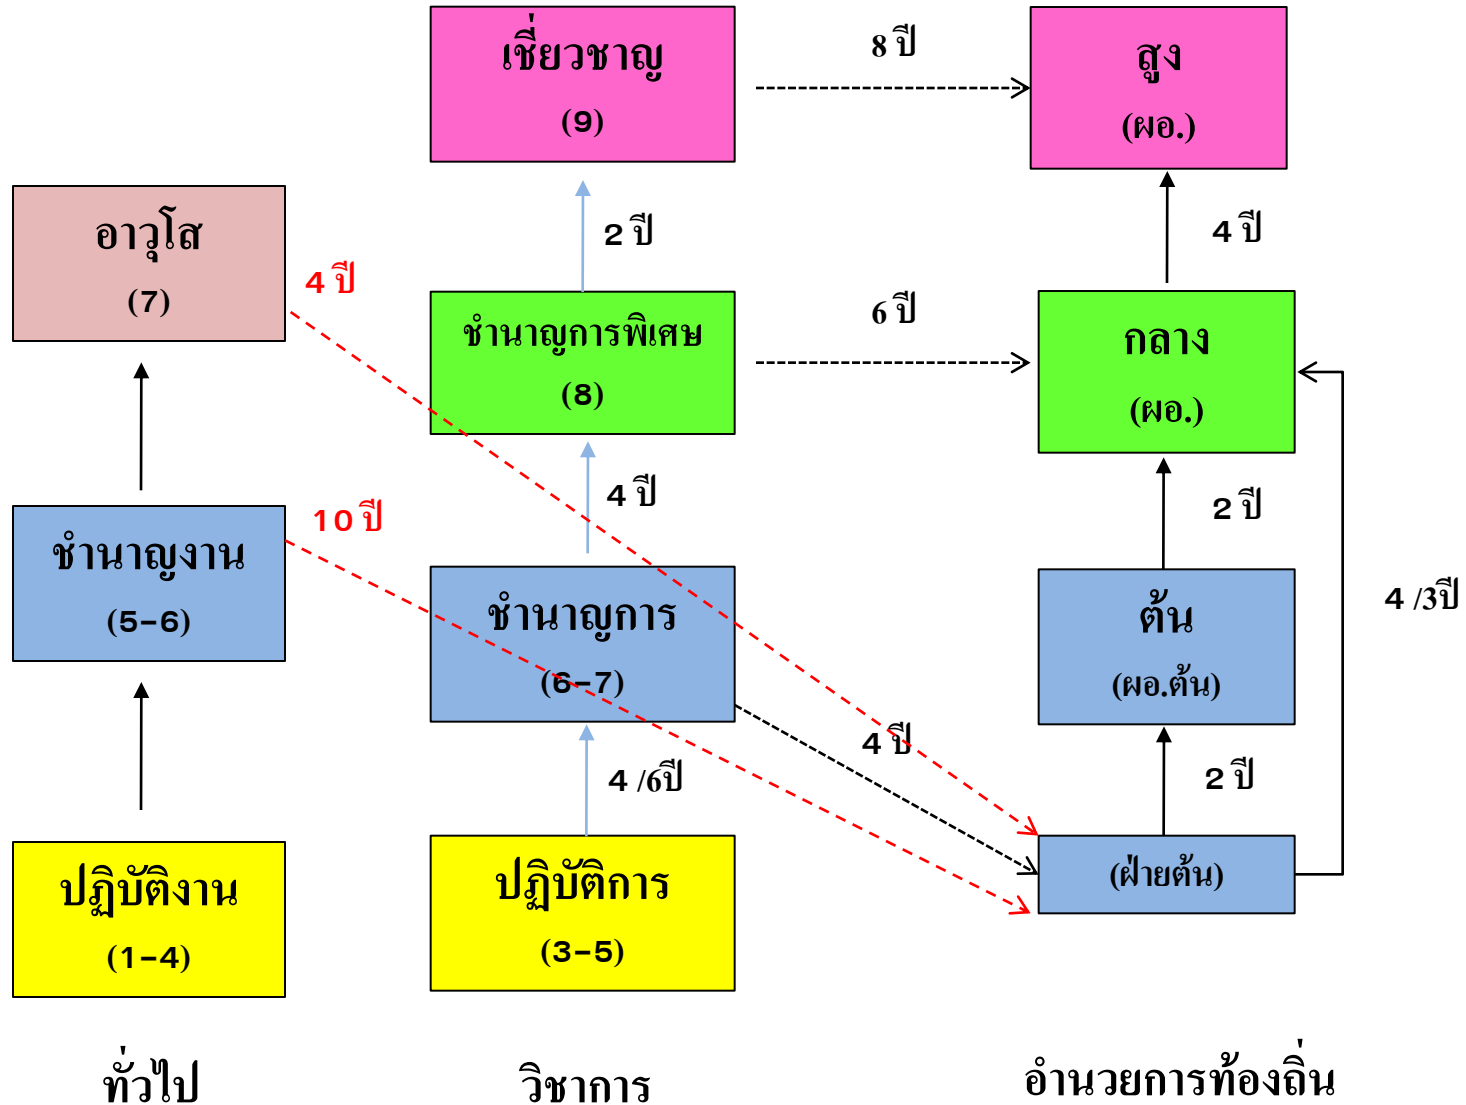 เชี่ยวชาญ
(9)
8 ปี
สูง
(ผอ.)
อาวุโส
(7)
2 ปี
4 ปี
4 ปี
ชำนาญการพิเศษ
(8)
6 ปี
กลาง
(ผอ.)
10 ปี
4 ปี
2 ปี
ชำนาญงาน
(5-6)
ชำนาญการ
(6-7)
ต้น
(ผอ.ต้น)
4 /3ปี
4 ปี
4 /6ปี
2 ปี
ปฏิบัติงาน
(1-4)
ปฏิบัติการ
(3-5)
(ฝ่ายต้น)
ทั่วไป
วิชาการ
อำนวยการท้องถิ่น